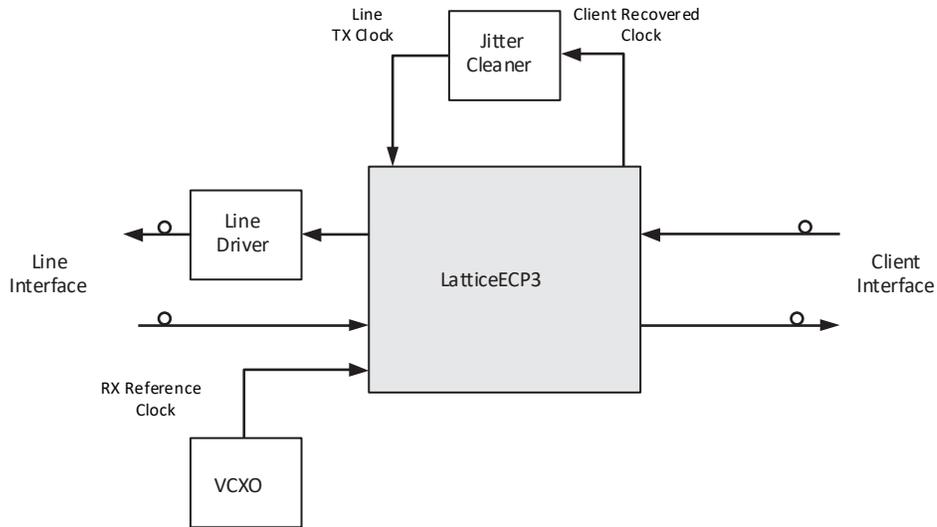 Line
TX Clock
Jitter
Cleaner
Client Recovered
Clock
Line
Driver
Line
Interface
LatticeECP3
Client
Interface
RX Reference
Clock
VCXO